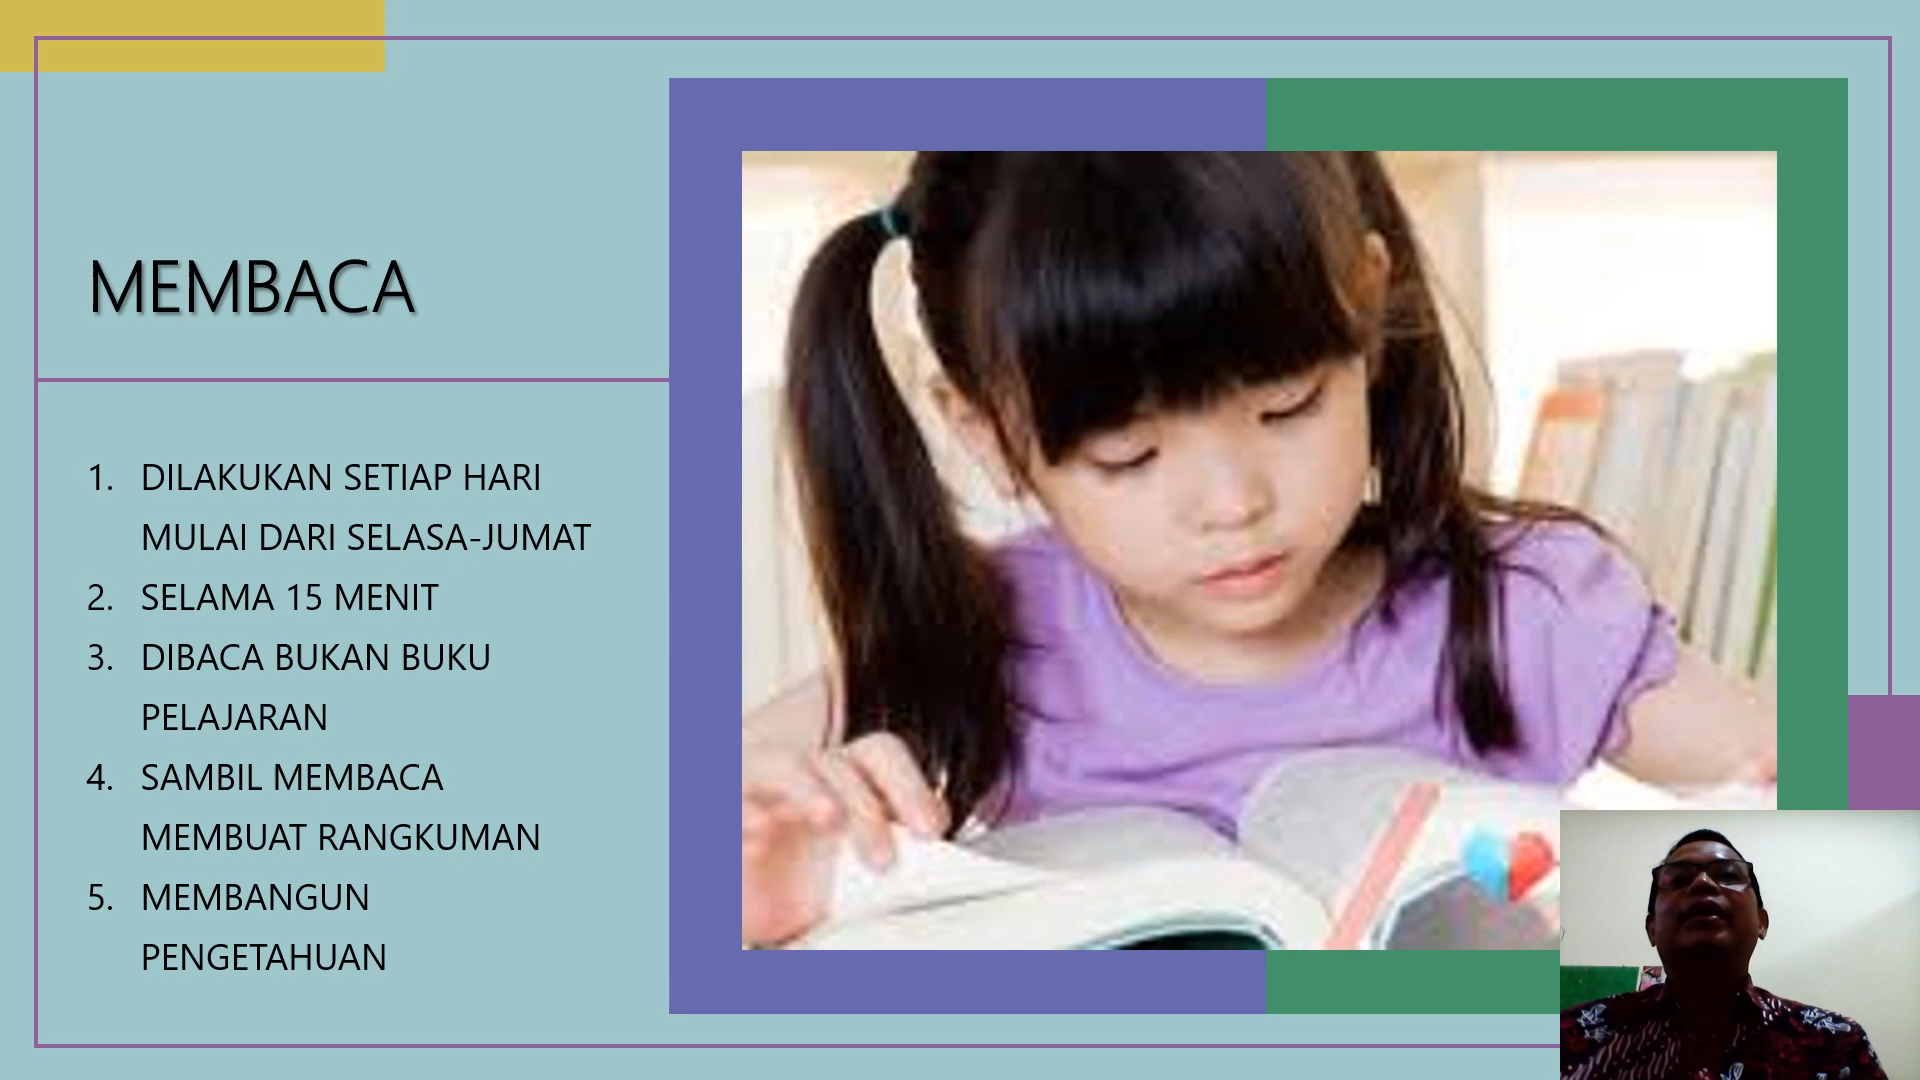 MEMBACA
1. DILAKUKAN SETIAP HARI
MULAI DARI SELASA-JUMAT
2. SELAMA 15 MENIT
3. DIBACA BUKAN BUKU
PELAJARAN
4. SAMBIL MEMBACA
MEMBUAT RANGKUMAN
5. MEMBANGUN
PENGETAHUAN